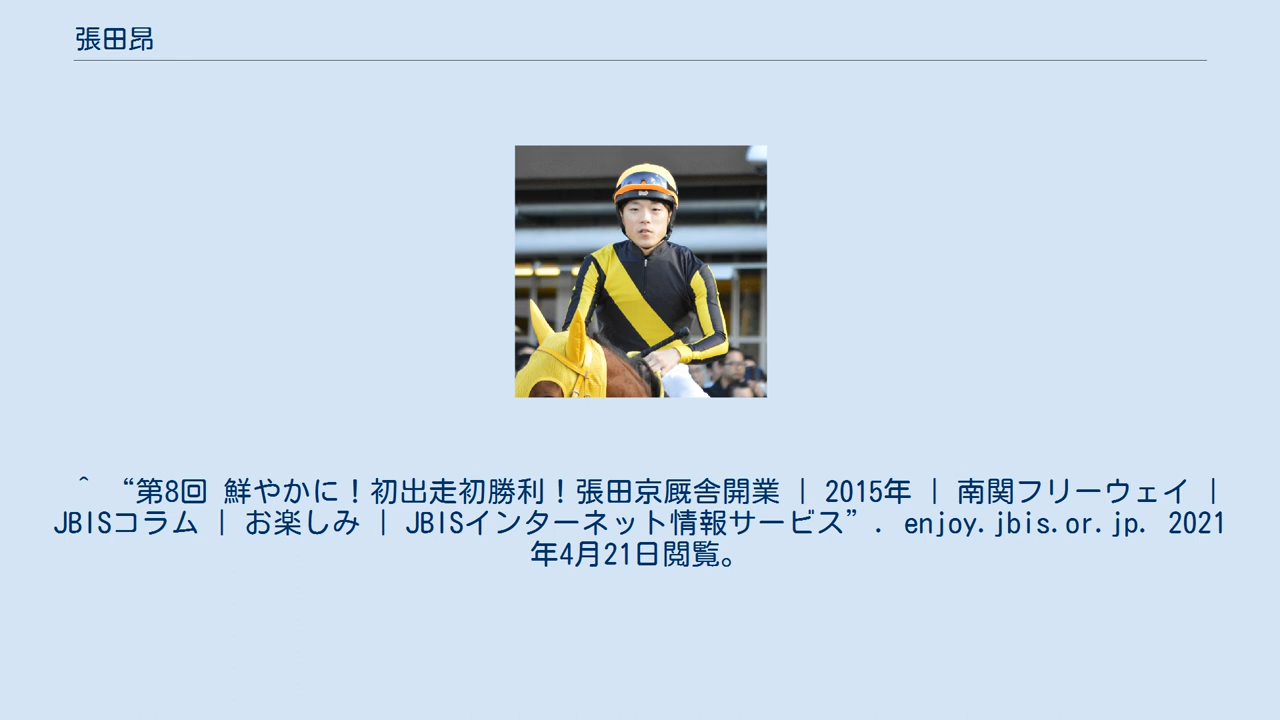 張田昂
^ “第8回 鮮やかに！初出走初勝利！張田京厩舎開業 | 2015年 | 南関フリーウェイ |
JBISコラム | お楽しみ | JBISインターネット情報サービス”. enjoy.jbis.or.jp. 2021
年4月21日閲覧。